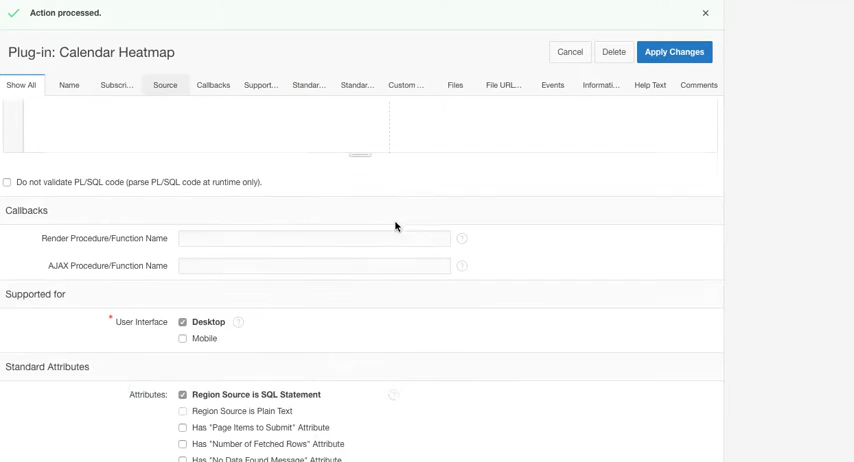 Action processed.
Plug-in: Calendar Heatmap
Cancel Delete Apply Changes
Show All Name Subscri... Source Callbacks Support... Standar... Standar... Custom ... Files File URL... Events Informati... Help Text Comments
Do not validate PL/SQL code (parse PL/SQL code at runtime only).
Callbacks
Render Procedure/Function Name
AJAX Procedure/Function Name
Supported for
* User Interface Desktop
Mobile
Standard Attributes
Attributes: Region Source is SQL Statement
Region Source is Plain Text
Has "Page Items to Submit" Attribute
Has "Number of Fetched Rows" Attribute
Has "No Data Found Message" Attribute